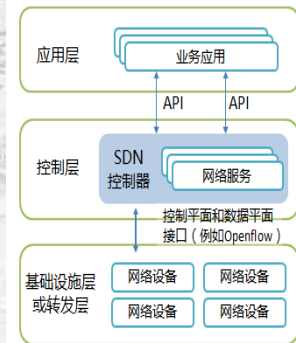 应用层
业务应用
API
API
控制层
SDN
控制器
网络服务
控制平面和数据平面
接口（例如Openflow）
基础设施层
或转发层
网络设备
网络设备
网络设备
网络设备